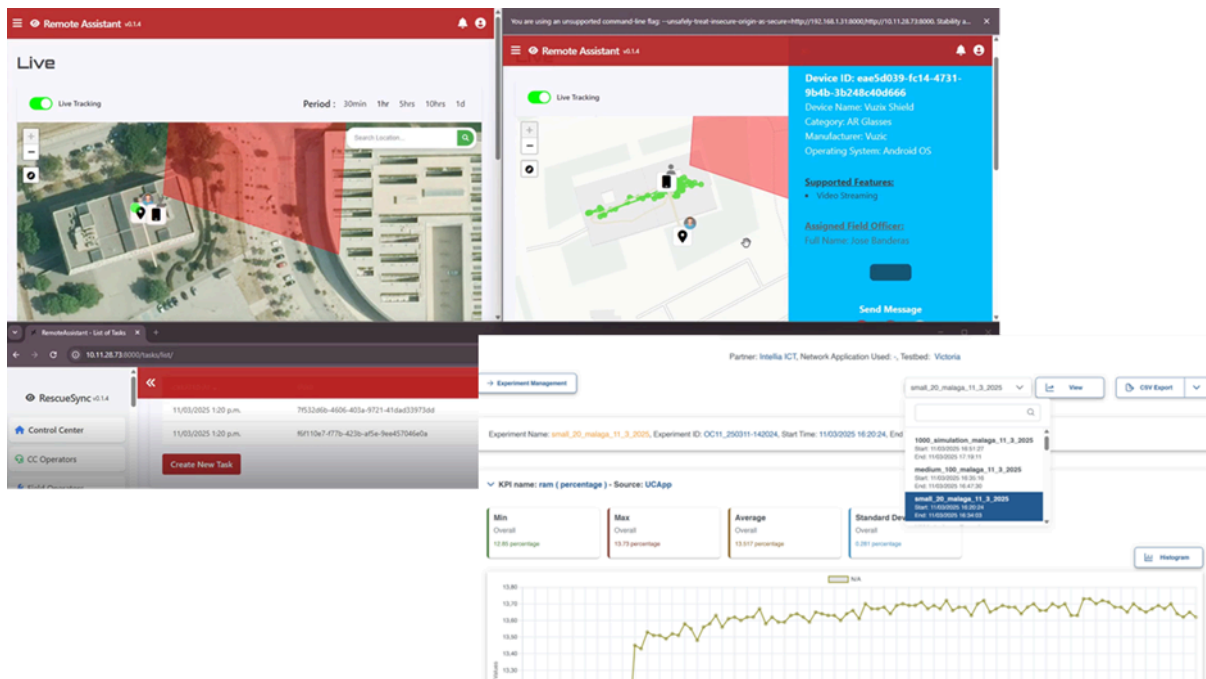 Remote Assistant v0.1.4
Live
Live Tracking
Period : 30min 1hr 5hrs 10hrs 1d
+
−
Search Location...
You are using an unsupported command-line flag: --unsafely-treat-insecure-origin-as-secure=http://192.168.1.31:8000,http://10.11.28.73:8000. Stability a...
Remote Assistant v0.1.4
Live Tracking
+
−
Device ID: eae5d039-fc14-4731-
9b4b-3b248c40d666
Device Name: Vuzix Shield
Category: AR Glasses
Manufacturer: Vuzic
Operating System: Android OS
Supported Features:
Video Streaming
Assigned Field Officer:
Full Name: Jose Banderas
Send Message
RemoteAssistant - List of Tasks
10.11.28.73:8000/tasks/list/
RescueSync v0.1.4
Control Center
CC Operators
Field Operators
11/03/2025 1:20 p.m. 7f532d6b-4606-403a-9721-41dad33973dd
11/03/2025 1:20 p.m. f6f110e7-f77b-423b-af5e-9ee457046e0a
Create New Task
Partner: Intellia ICT, Network Application Used: -, Testbed: Victoria
Experiment Management
small_20_malaga_11_3_2025
View
CSV Export
Experiment Name: small_20_malaga_11_3_2025, Experiment ID: OC11_250311-142024, Start Time: 11/03/2025 16:20:24, End
1000_simulation_malaga_11_3_2025
Start: 11/03/2025 16:51:27
End: 11/03/2025 17:19:11
medium_100_malaga_11_3_2025
Start: 11/03/2025 16:35:16
End: 11/03/2025 16:47:30
small_20_malaga_11_3_2025
Start: 11/03/2025 16:20:24
End: 11/03/2025 16:34:03
KPI name: ram ( percentage ) - Source: UCApp
Min
Overall
12.85 percentage
Max
Overall
13.73 percentage
Average
Overall
13.517 percentage
Standard De
Overall
0.281 percentage
Histogram
N/A
13,80
13,70
13,60
13,50
13,40
13,30
Values